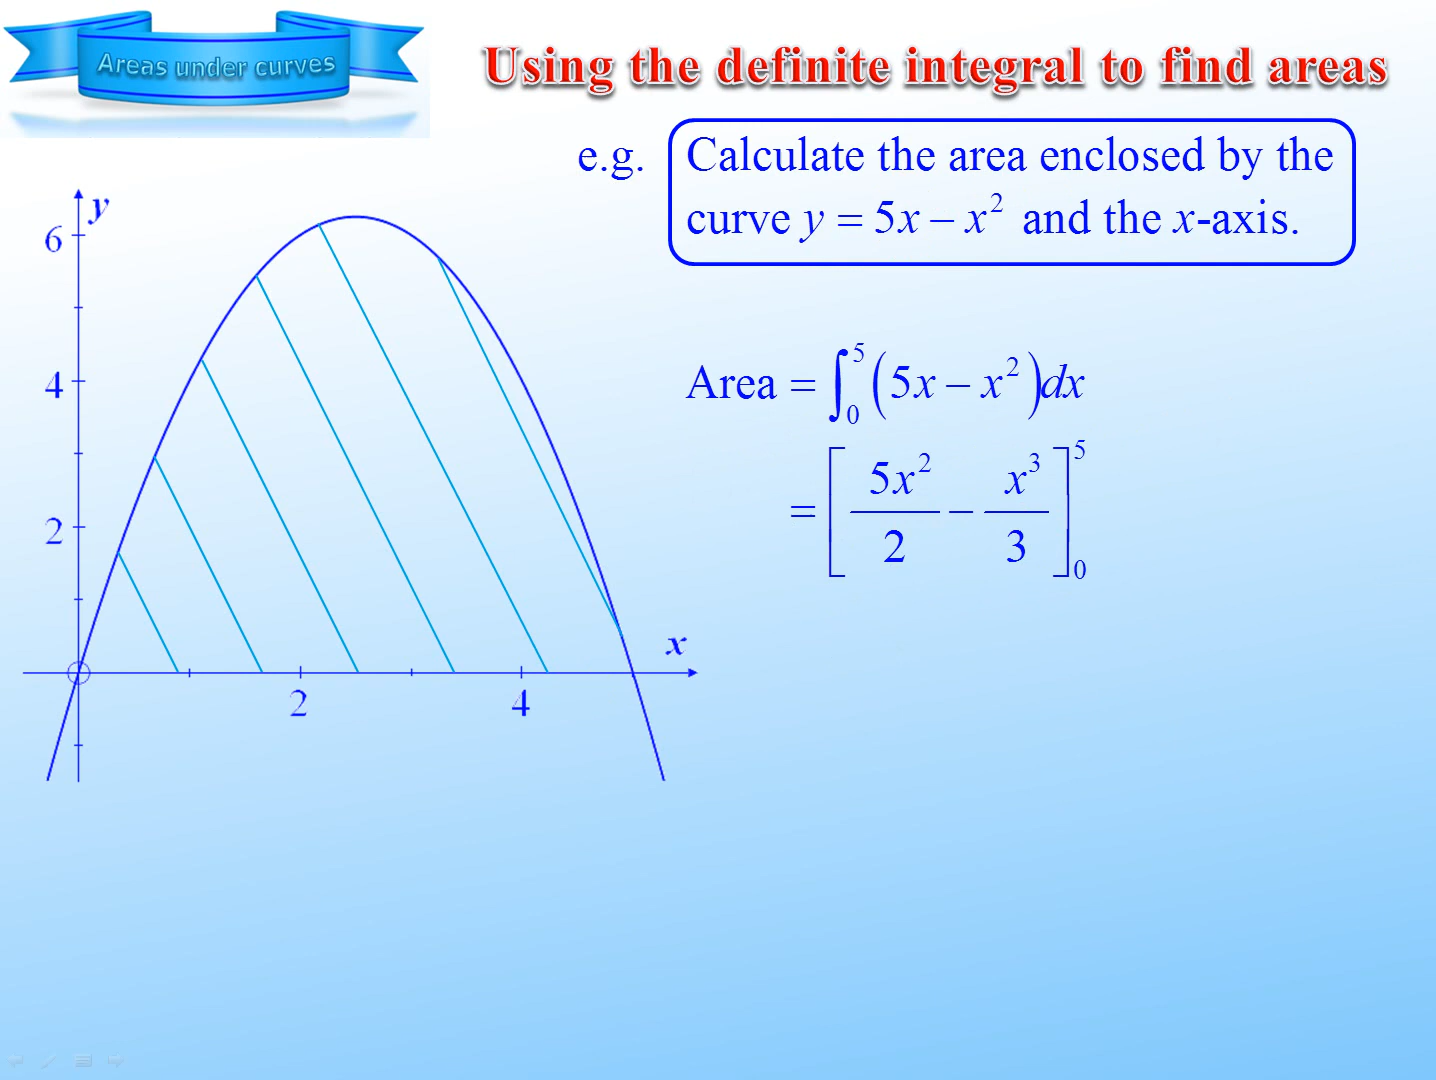 Areas under curves
Using the definite integral to find areas
e.g. Calculate the area enclosed by the
curve y = 5x − x² and the x-axis.
y
6
4
2
x
2
4
Area = ∫₀⁵ (5x − x²)dx
= [5x²/2 − x³/3]₀⁵